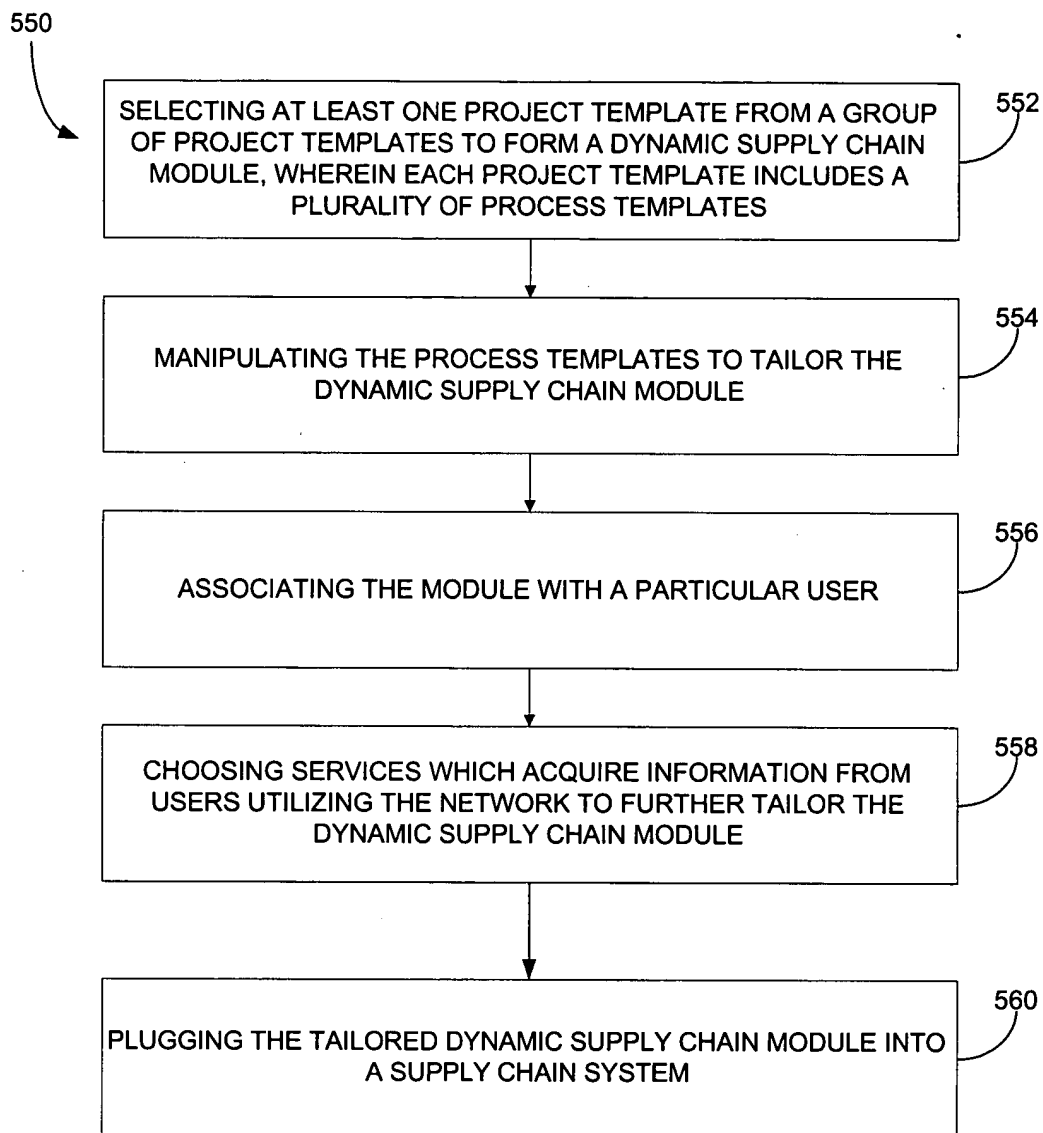 550
SELECTING AT LEAST ONE PROJECT TEMPLATE FROM A GROUP
OF PROJECT TEMPLATES TO FORM A DYNAMIC SUPPLY CHAIN
MODULE, WHEREIN EACH PROJECT TEMPLATE INCLUDES A
PLURALITY OF PROCESS TEMPLATES
552
MANIPULATING THE PROCESS TEMPLATES TO TAILOR THE
DYNAMIC SUPPLY CHAIN MODULE
554
ASSOCIATING THE MODULE WITH A PARTICULAR USER
556
CHOOSING SERVICES WHICH ACQUIRE INFORMATION FROM
USERS UTILIZING THE NETWORK TO FURTHER TAILOR THE
DYNAMIC SUPPLY CHAIN MODULE
558
PLUGGING THE TAILORED DYNAMIC SUPPLY CHAIN MODULE INTO
A SUPPLY CHAIN SYSTEM
560